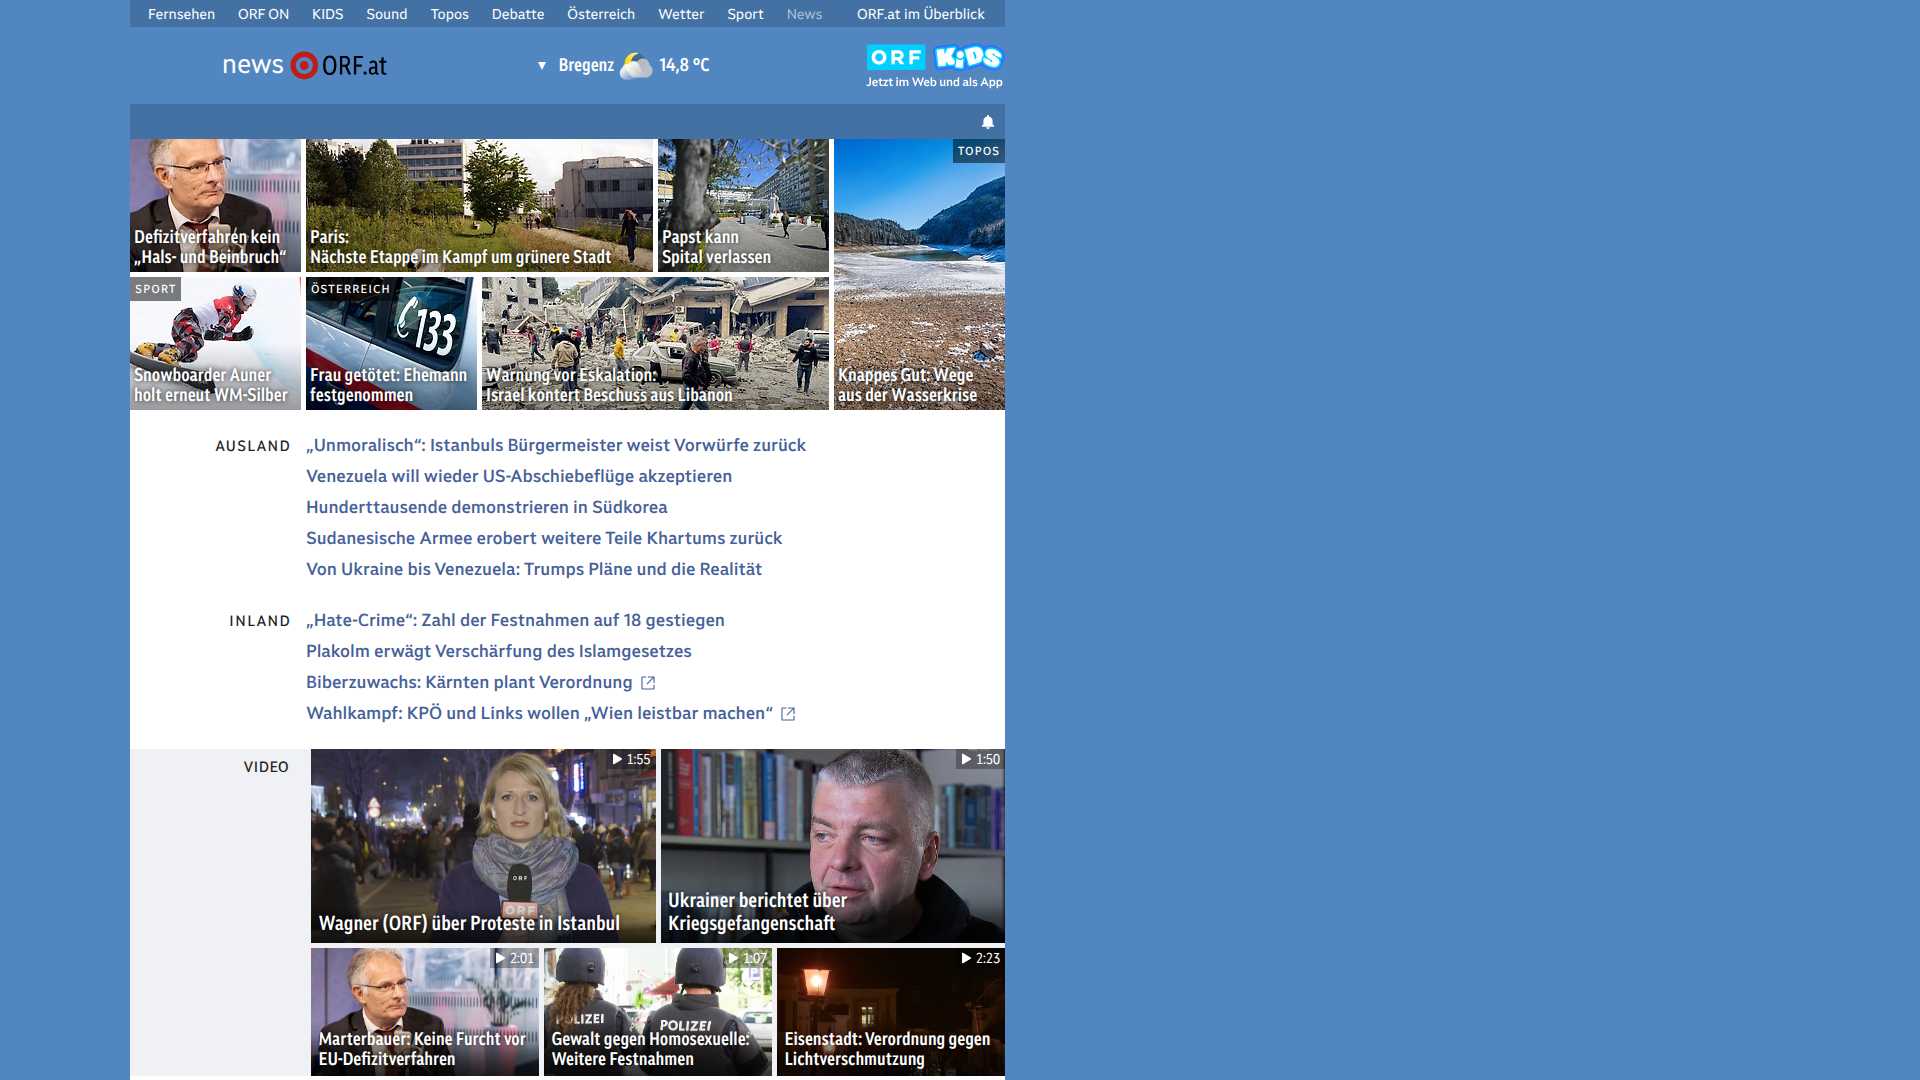 Fernsehen ORF ON KIDS Sound Topos Debatte Österreich Wetter Sport News ORF.at im Überblick
news ORF.at
▼ Bregenz 14,8 °C
ORF KiDS
Jetzt im Web und als App
Defizitverfahren kein
„Hals- und Beinbruch“
Paris:
Nächste Etappe im Kampf um grünere Stadt
Papst kann
Spital verlassen
TOPOS
Knappes Gut: Wege
aus der Wasserkrise
SPORT
Snowboarder Auner
holt erneut WM-Silber
ÖSTERREICH
133
Frau getötet: Ehemann
festgenommen
Warnung vor Eskalation:
Israel kontert Beschuss aus Libanon
AUSLAND
„Unmoralisch“: Istanbuls Bürgermeister weist Vorwürfe zurück
Venezuela will wieder US-Abschiebeflüge akzeptieren
Hunderttausende demonstrieren in Südkorea
Sudanesische Armee erobert weitere Teile Khartums zurück
Von Ukraine bis Venezuela: Trumps Pläne und die Realität
INLAND
„Hate-Crime“: Zahl der Festnahmen auf 18 gestiegen
Plakolm erwägt Verschärfung des Islamgesetzes
Biberzuwachs: Kärnten plant Verordnung
Wahlkampf: KPÖ und Links wollen „Wien leistbar machen“
VIDEO
1:55
ORF
ORF
Wagner (ORF) über Proteste in Istanbul
1:50
Ukrainer berichtet über
Kriegsgefangenschaft
2:01
Marterbauer: Keine Furcht vor
EU-Defizitverfahren
1:07
POLIZEI
POLIZEI
Gewalt gegen Homosexuelle:
Weitere Festnahmen
2:23
Eisenstadt: Verordnung gegen
Lichtverschmutzung